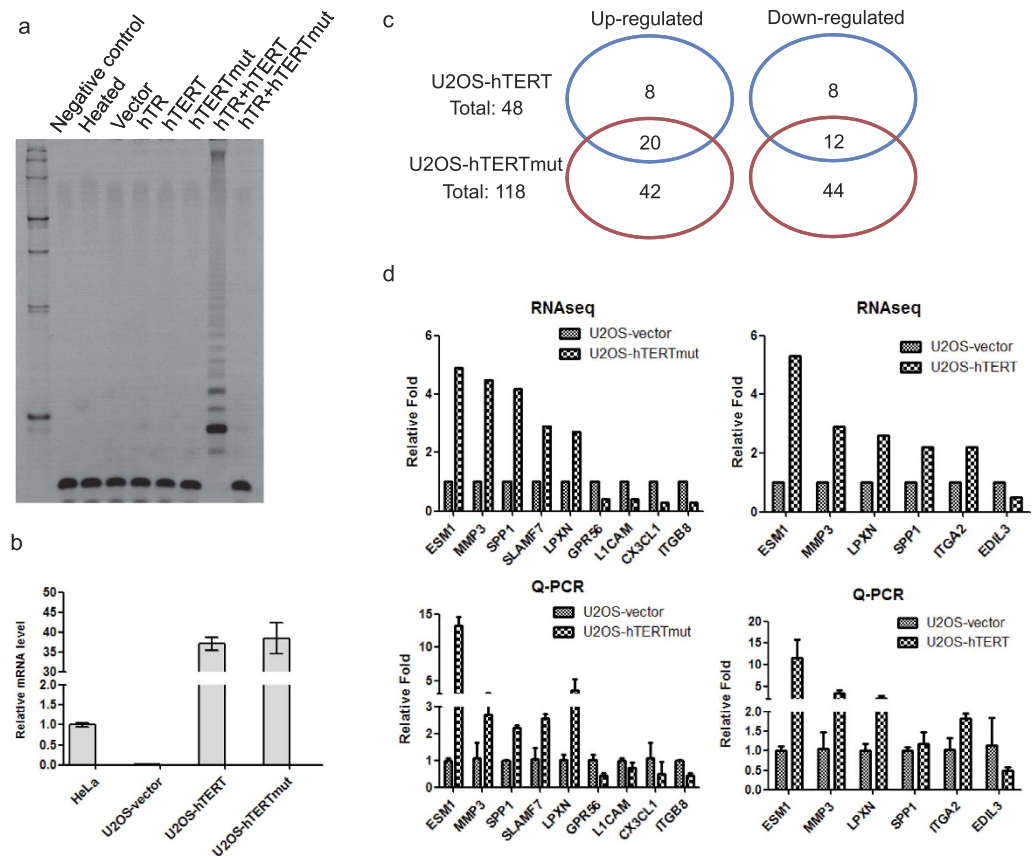 a
Negative control
Heated
Vector
hTR
hTERT
hTERTmut
hTR+hTERT
hTR+hTERTmut
b
Relative mRNA level
50
45
40
35
30
2.0
1.5
1.0
0.5
0.0
HeLa
U2OS-vector
U2OS-hTERT
U2OS-hTERTmut
c
Up-regulated
Down-regulated
U2OS-hTERT
Total: 48
8
8
20
12
U2OS-hTERTmut
Total: 118
42
44
d
RNAseq
U2OS-vector
U2OS-hTERTmut
Relative Fold
6
4
2
0
ESM1
MMP3
SPP1
SLAMF7
LPXN
GPR56
L1CAM
CX3CL1
ITGB8
RNAseq
U2OS-vector
U2OS-hTERT
Relative Fold
6
4
2
0
ESM1
MMP3
LPXN
SPP1
ITGA2
EDIL3
Q-PCR
U2OS-vector
U2OS-hTERTmut
Relative Fold
15
10
5
3
2
1
0
ESM1
MMP3
SPP1
SLAMF7
LPXN
GPR56
L1CAM
CX3CL1
ITGB8
Q-PCR
U2OS-vector
U2OS-hTERT
Relative Fold
20
15
10
5
2.0
1.5
1.0
0.5
0.0
ESM1
MMP3
LPXN
SPP1
ITGA2
EDIL3